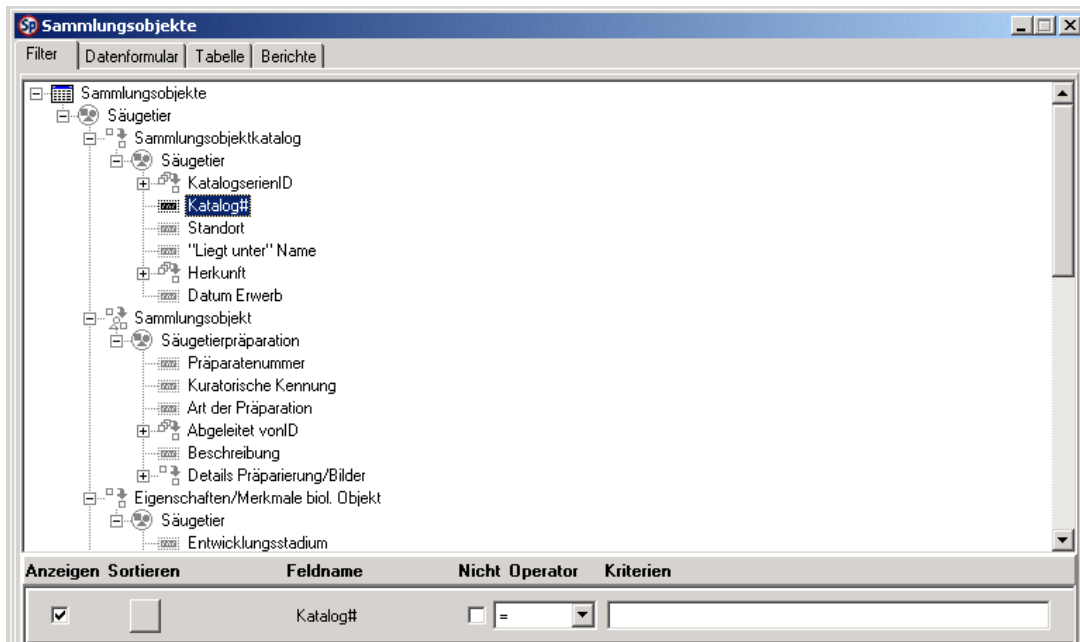 Sp Sammlungsobjekte
Filter Datenformular Tabelle Berichte
Sammlungsobjekte
Säugetier
Sammlungsobjektkatalog
Säugetier
KatalogserienID
Katalog#
Standort
"Liegt unter" Name
Herkunft
Datum Erwerb
Sammlungsobjekt
Säugetierpräparation
Präparatenummer
Kuratorische Kennung
Art der Präparation
Abgeleitet vonID
Beschreibung
Details Präparierung/Bilder
Eigenschaften/Merkmale biol. Objekt
Säugetier
Entwicklungsstadium
Anzeigen Sortieren Feldname Nicht Operator Kriterien
Katalog# =